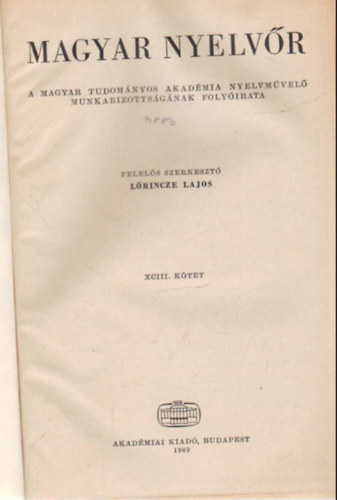 MAGYAR NYELVŐR
A MAGYAR TUDOMÁNYOS AKADÉMIA NYELVMŰVELŐ
MUNKABIZOTTSÁGÁNAK FOLYÓIRATA
FELELŐS SZERKESZTŐ
LŐRINCZE LAJOS
XCIII. KÖTET
AKADÉMIAI KIADÓ, BUDAPEST
1969